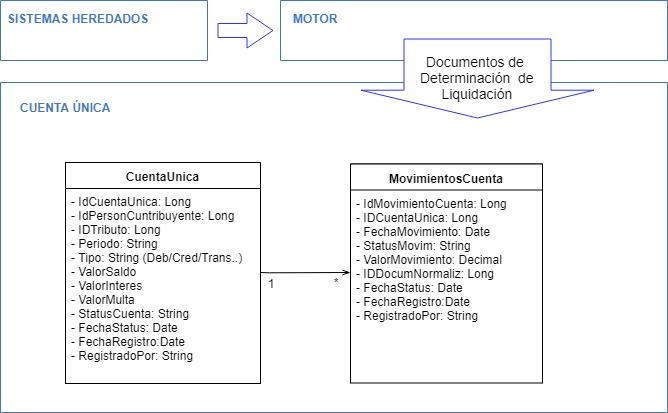 SISTEMAS HEREDADOS
MOTOR
Documentos de
Determinación de
Liquidación
CUENTA ÚNICA
CuentaUnica
- IdCuentaUnica: Long
- IdPersonCuntribuyente: Long
- IDTributo: Long
- Periodo: String
- Tipo: String (Deb/Cred/Trans..)
- ValorSaldo
- ValorInteres
- ValorMulta
- StatusCuenta: String
- FechaStatus: Date
- FechaRegistro:Date
- RegistradoPor: String
1
*
MovimientosCuenta
- IdMovimientoCuenta: Long
- IDCuentaUnica: Long
- FechaMovimiento: Date
- StatusMovim: String
- ValorMovimiento: Decimal
- IDDocumNormaliz: Long
- FechaStatus: Date
- FechaRegistro:Date
- RegistradoPor: String